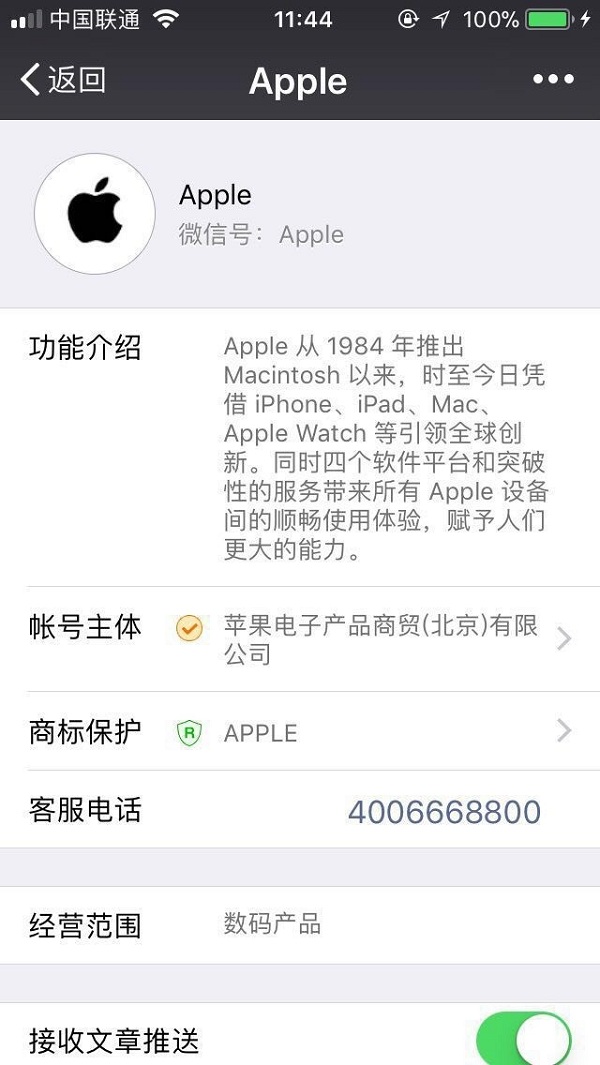 中国联通 11:44 100%
返回 Apple
Apple
微信号：Apple
功能介绍
Apple 从 1984 年推出
Macintosh 以来，时至今日凭
借 iPhone、iPad、Mac、
Apple Watch 等引领全球创
新。同时四个软件平台和突破
性的服务带来所有 Apple 设备
间的顺畅使用体验，赋予人们
更大的能力。
帐号主体 苹果电子产品商贸(北京)有限
公司
商标保护 R APPLE
客服电话 4006668800
经营范围 数码产品
接收文章推送